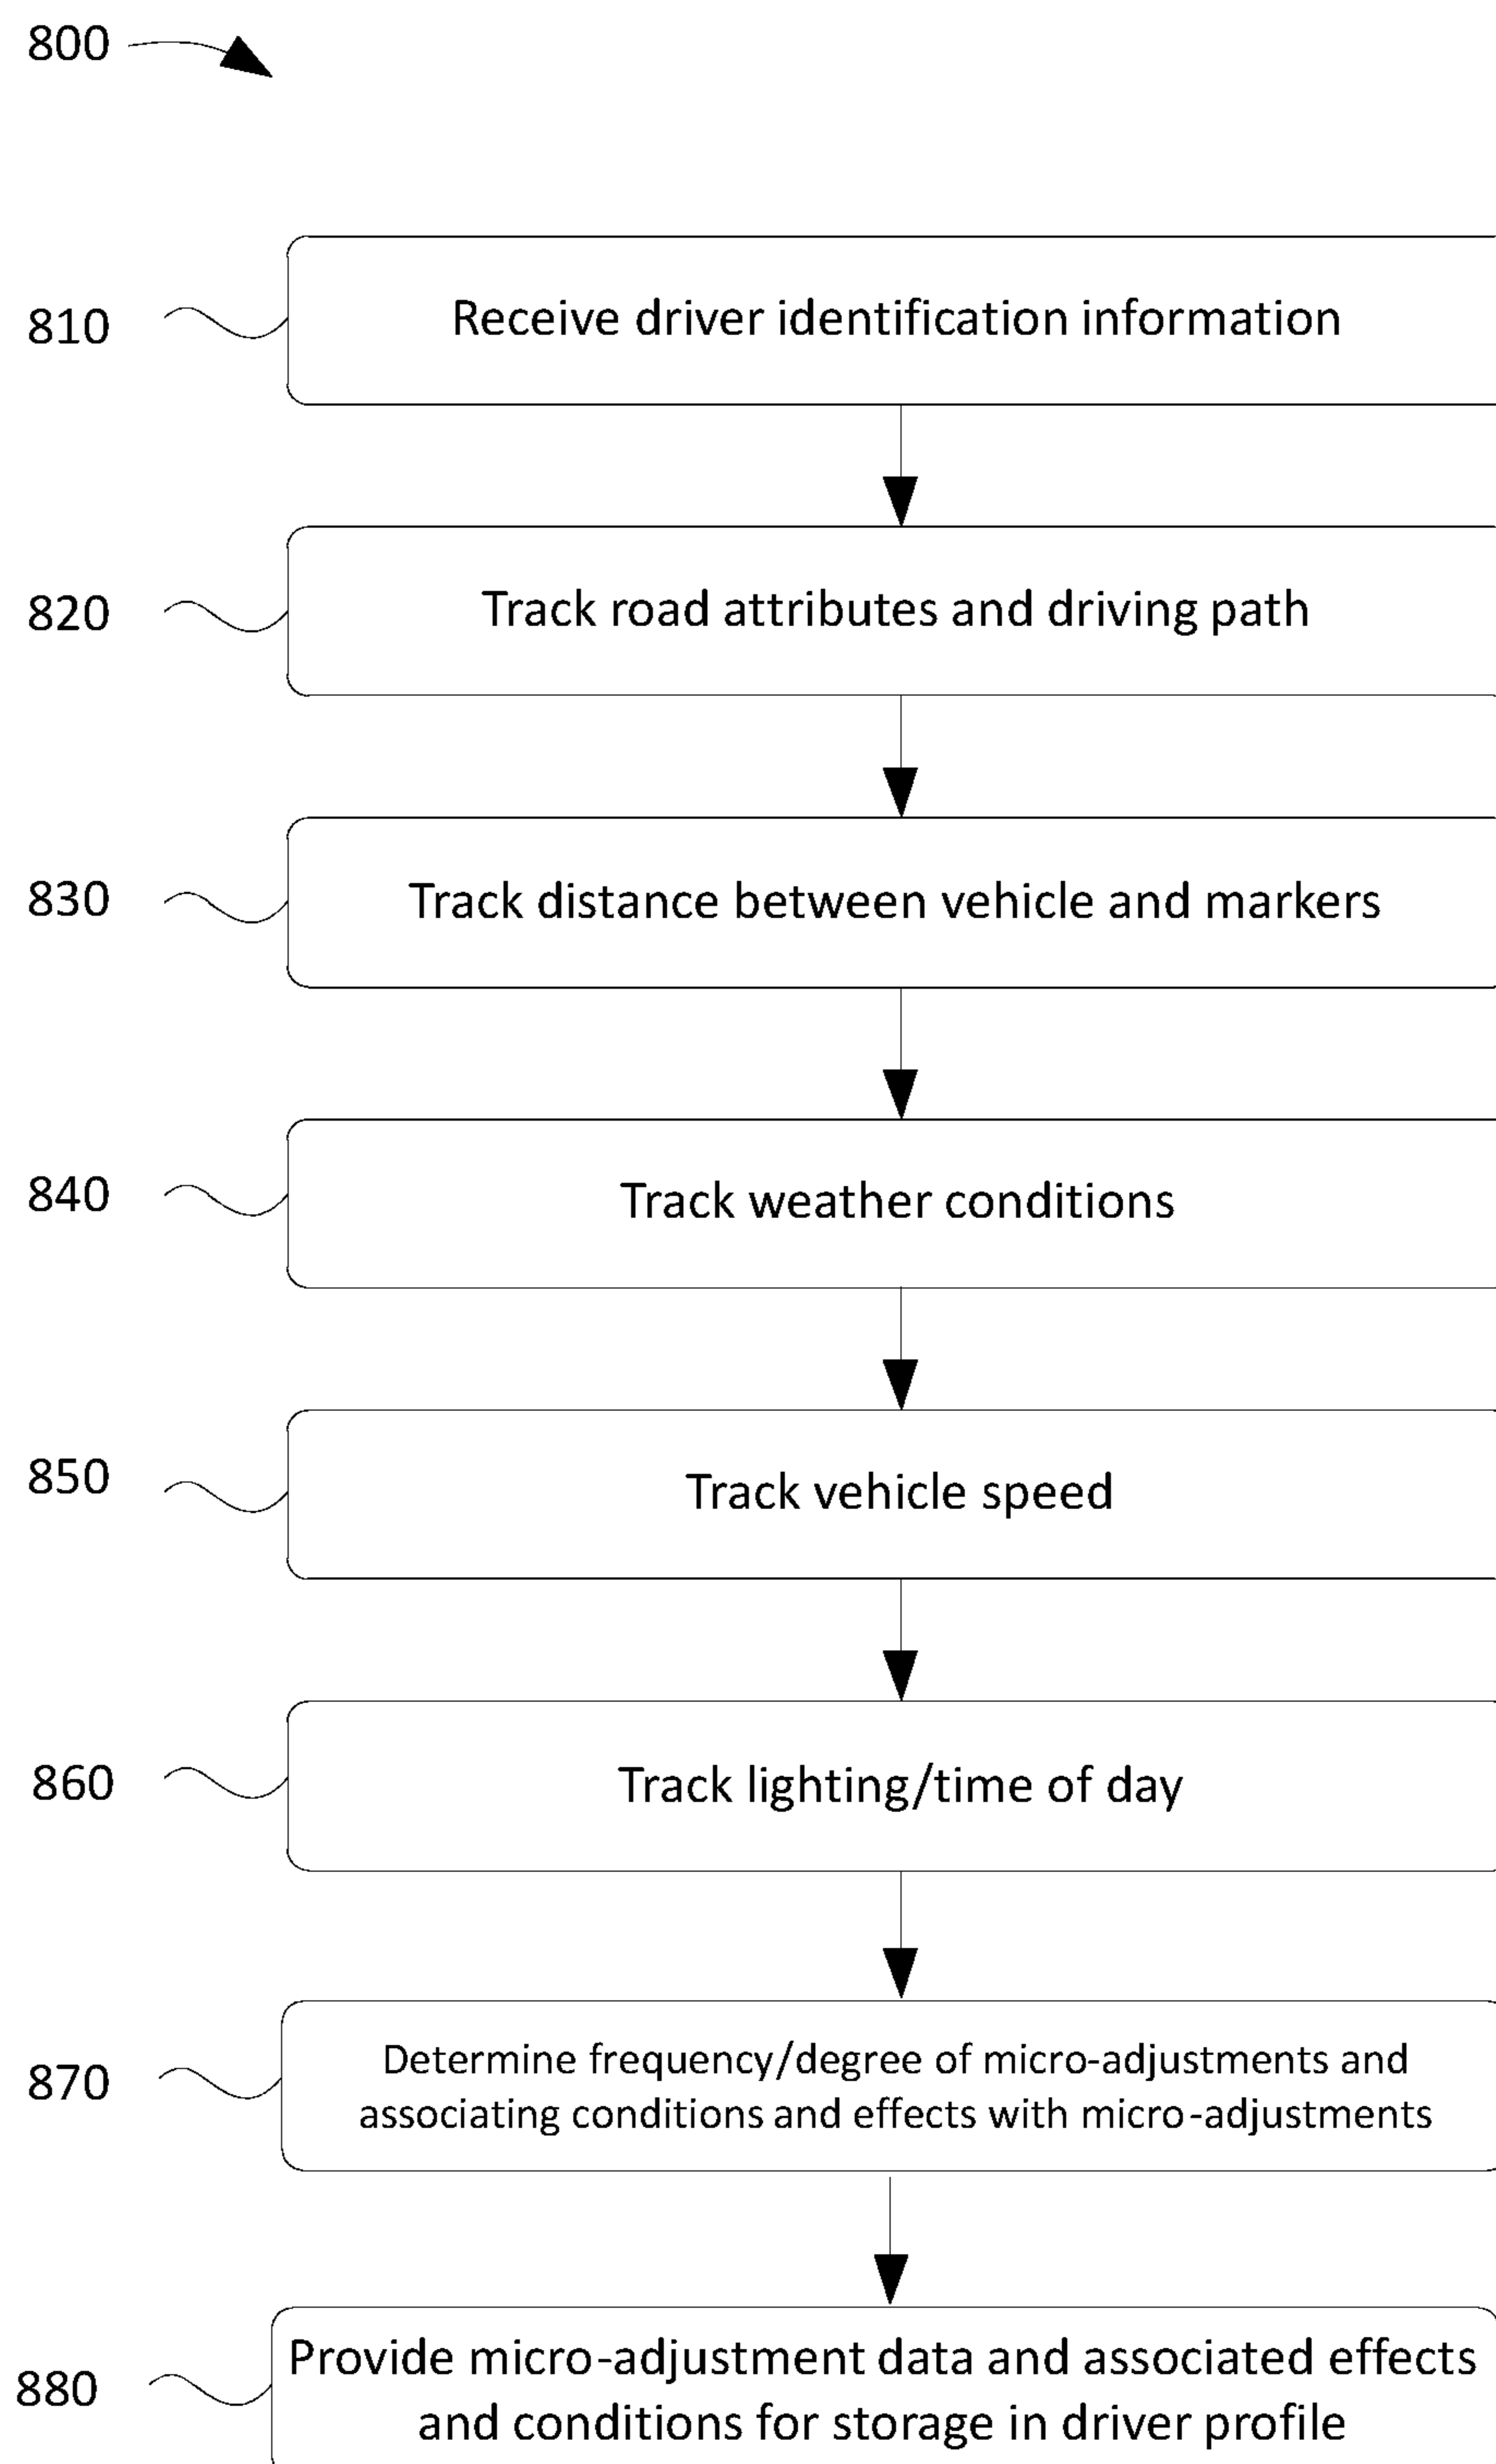 800
810
Receive driver identification information
820
Track road attributes and driving path
830
Track distance between vehicle and markers
840
Track weather conditions
850
Track vehicle speed
860
Track lighting/time of day
870
Determine frequency/degree of micro-adjustments and
associating conditions and effects with micro-adjustments
880
Provide micro-adjustment data and associated effects
and conditions for storage in driver profile